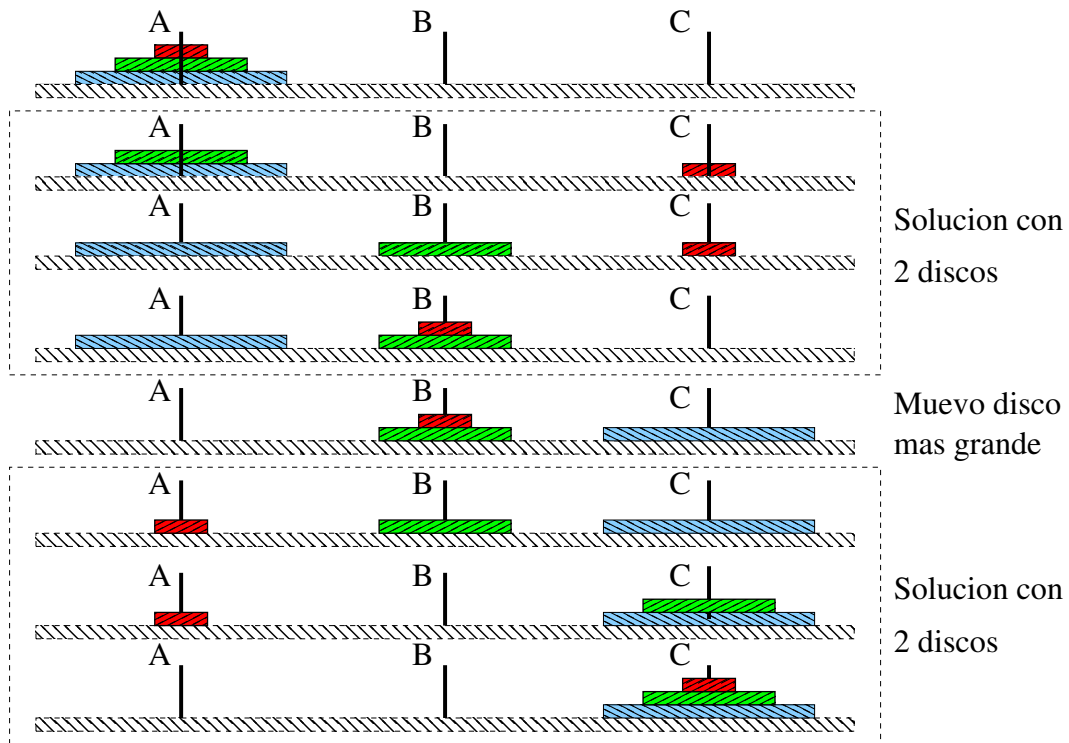 A B C
A B C
A B C
Solucion con
2 discos
A B C
A B C
Muevo disco
mas grande
A B C
A B C
Solucion con
2 discos
A B C